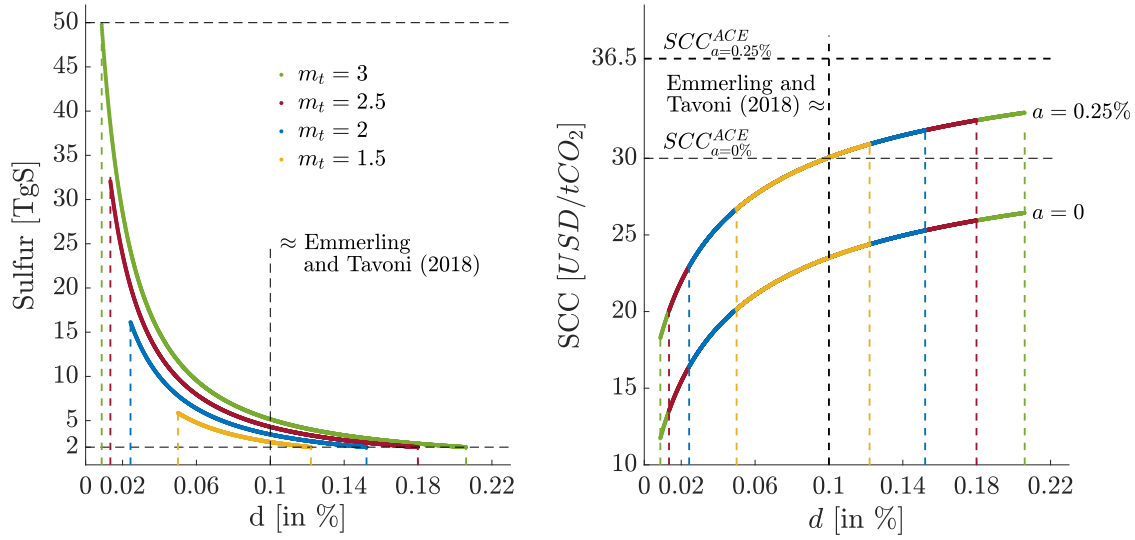 Sulfur [TgS]
50
45
40
35
30
25
20
15
10
5
2
m_t = 3
m_t = 2.5
m_t = 2
m_t = 1.5
≈ Emmerling
and Tavoni (2018)
0 0.02 0.06 0.1 0.14 0.18 0.22
d [in %]
SCC [USD/tCO₂]
36.5
30
25
20
15
10
SCC^{ACE}_{a=0.25%}
Emmerling and
Tavoni (2018) ≈
SCC^{ACE}_{a=0%}
a = 0.25%
a = 0
0 0.02 0.06 0.1 0.14 0.18 0.22
d [in %]